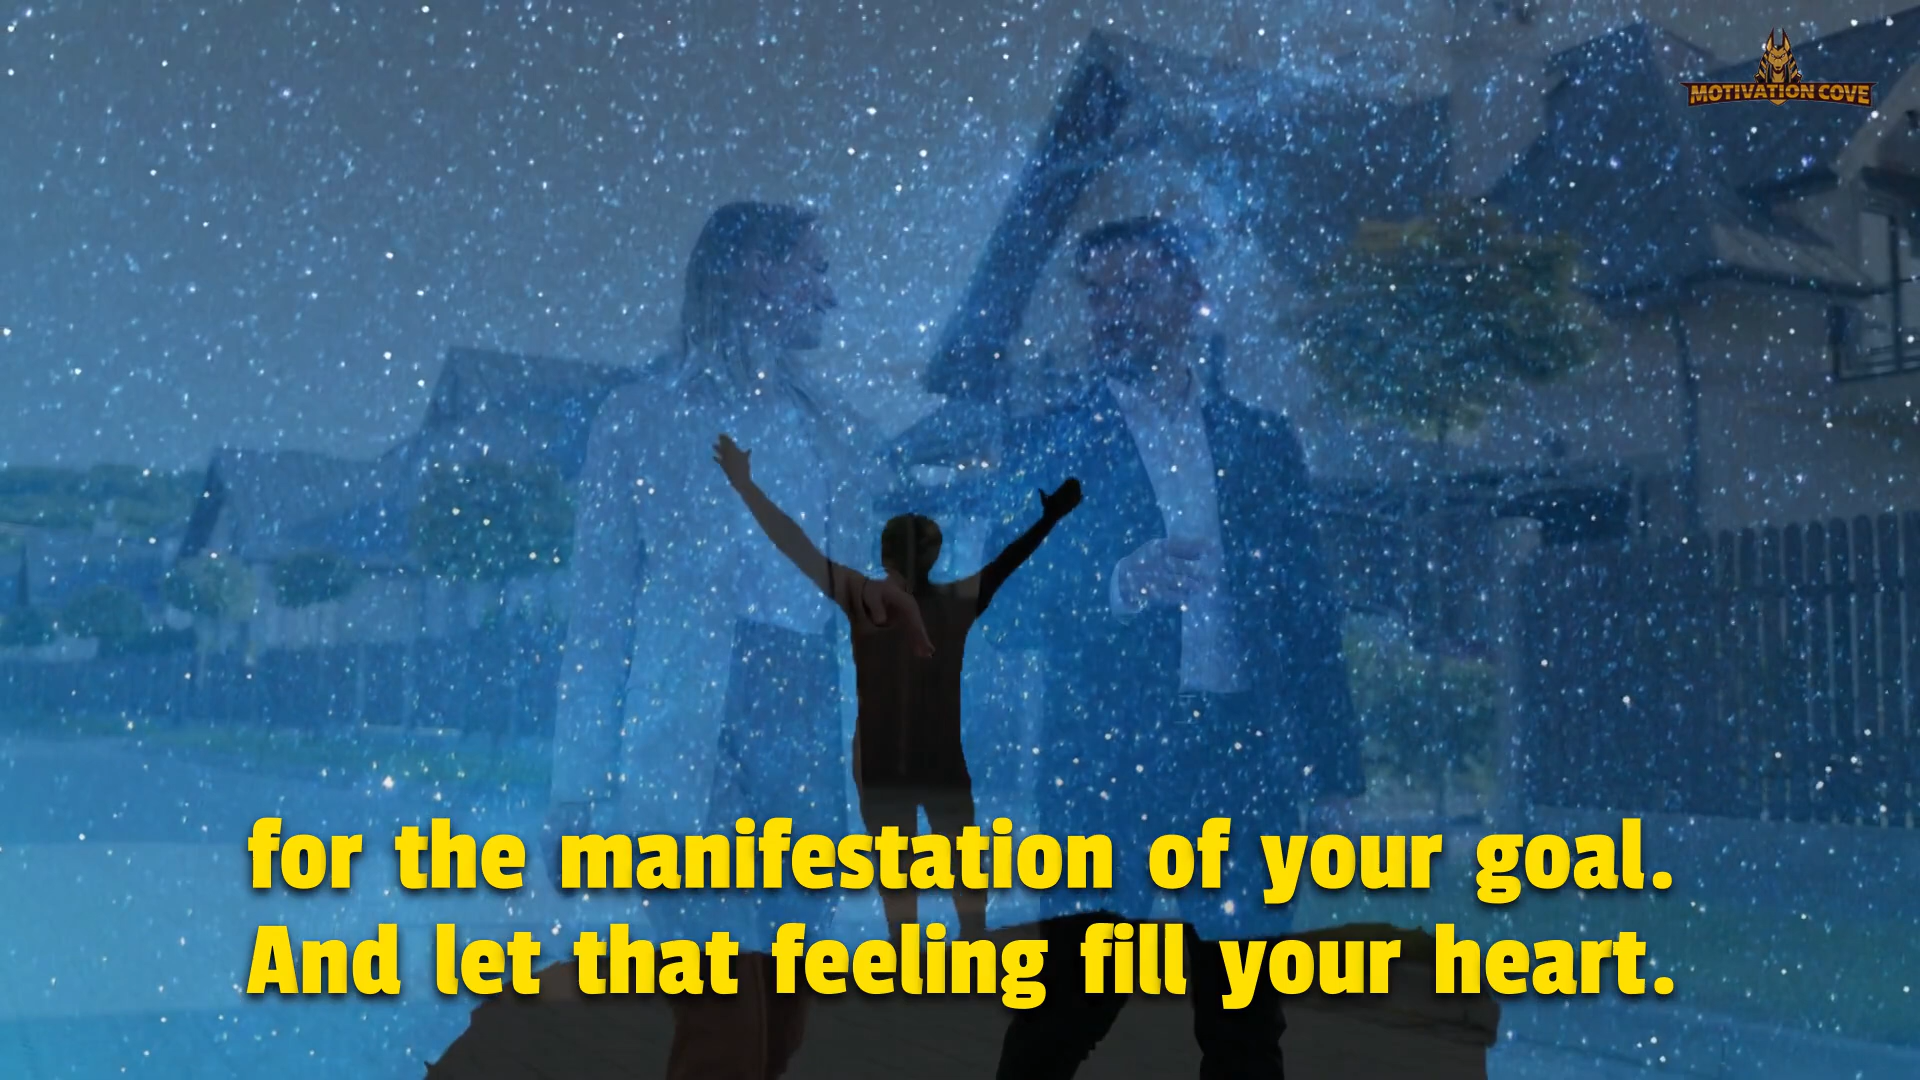 MOTIVATION COVE
for the manifestation of your goal.
And let that feeling fill your heart.